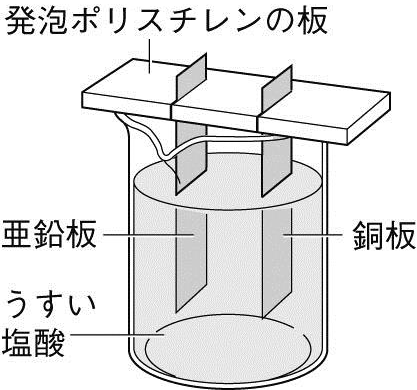 発泡ポリスチレンの板
亜鉛板
銅板
うすい
塩酸